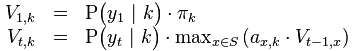 V_{1,k} = P(y_1 | k) · π_k
V_{t,k} = P(y_t | k) · max_{x∈S} (a_{x,k} · V_{t−1,x})